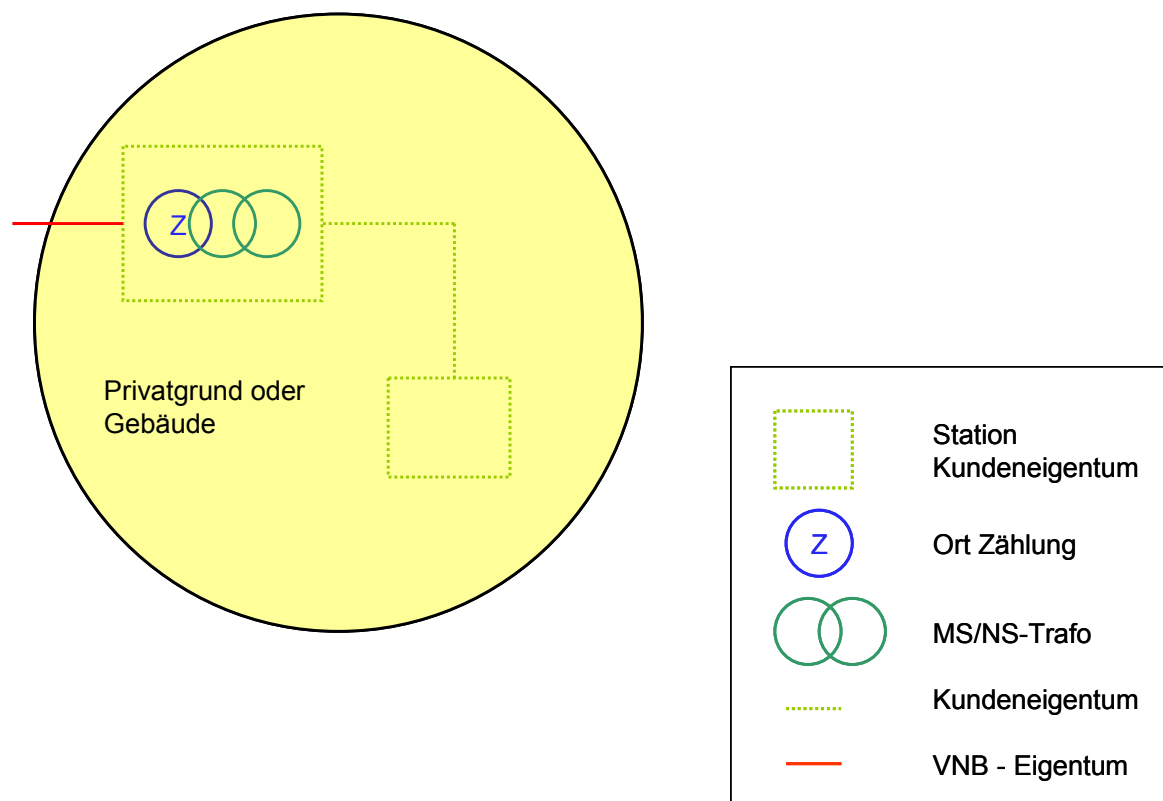 Z
Privatgrund oder
Gebäude
Station
Kundeneigentum
Z
Ort Zählung
MS/NS-Trafo
Kundeneigentum
VNB - Eigentum